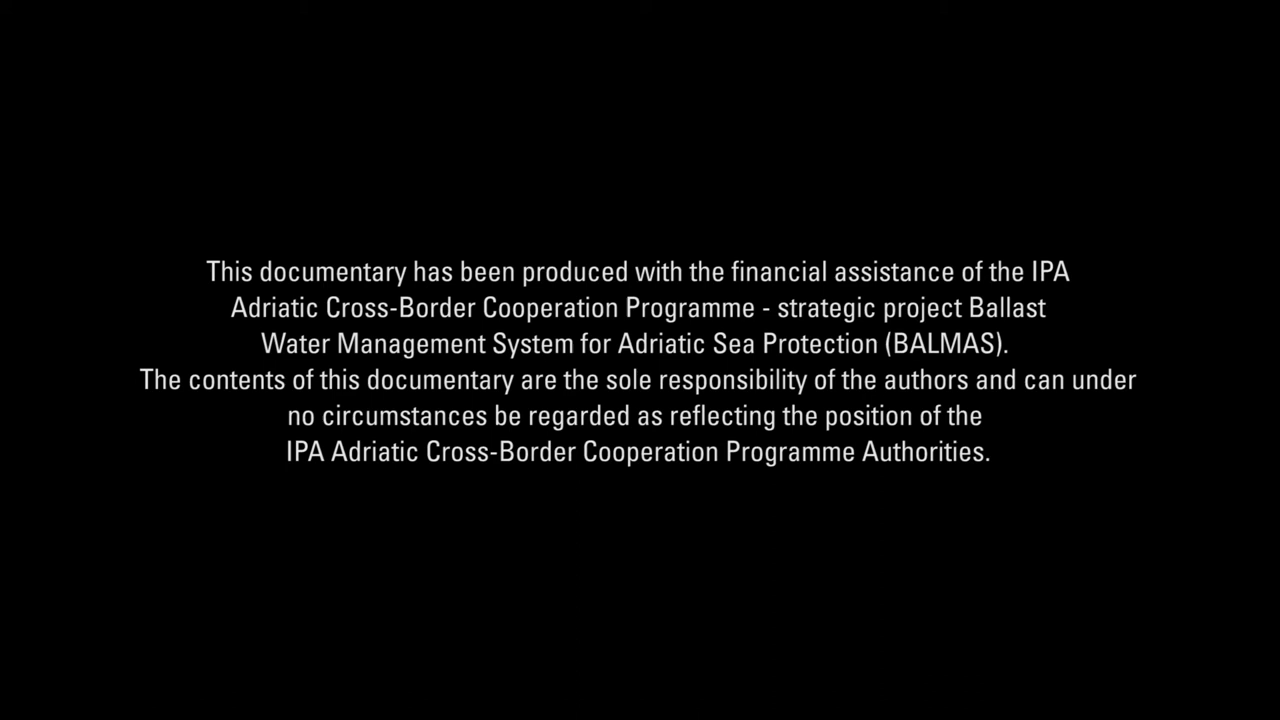 This documentary has been produced with the financial assistance of the IPA
Adriatic Cross-Border Cooperation Programme - strategic project Ballast
Water Management System for Adriatic Sea Protection (BALMAS).
The contents of this documentary are the sole responsibility of the authors and can under
no circumstances be regarded as reflecting the position of the
IPA Adriatic Cross-Border Cooperation Programme Authorities.